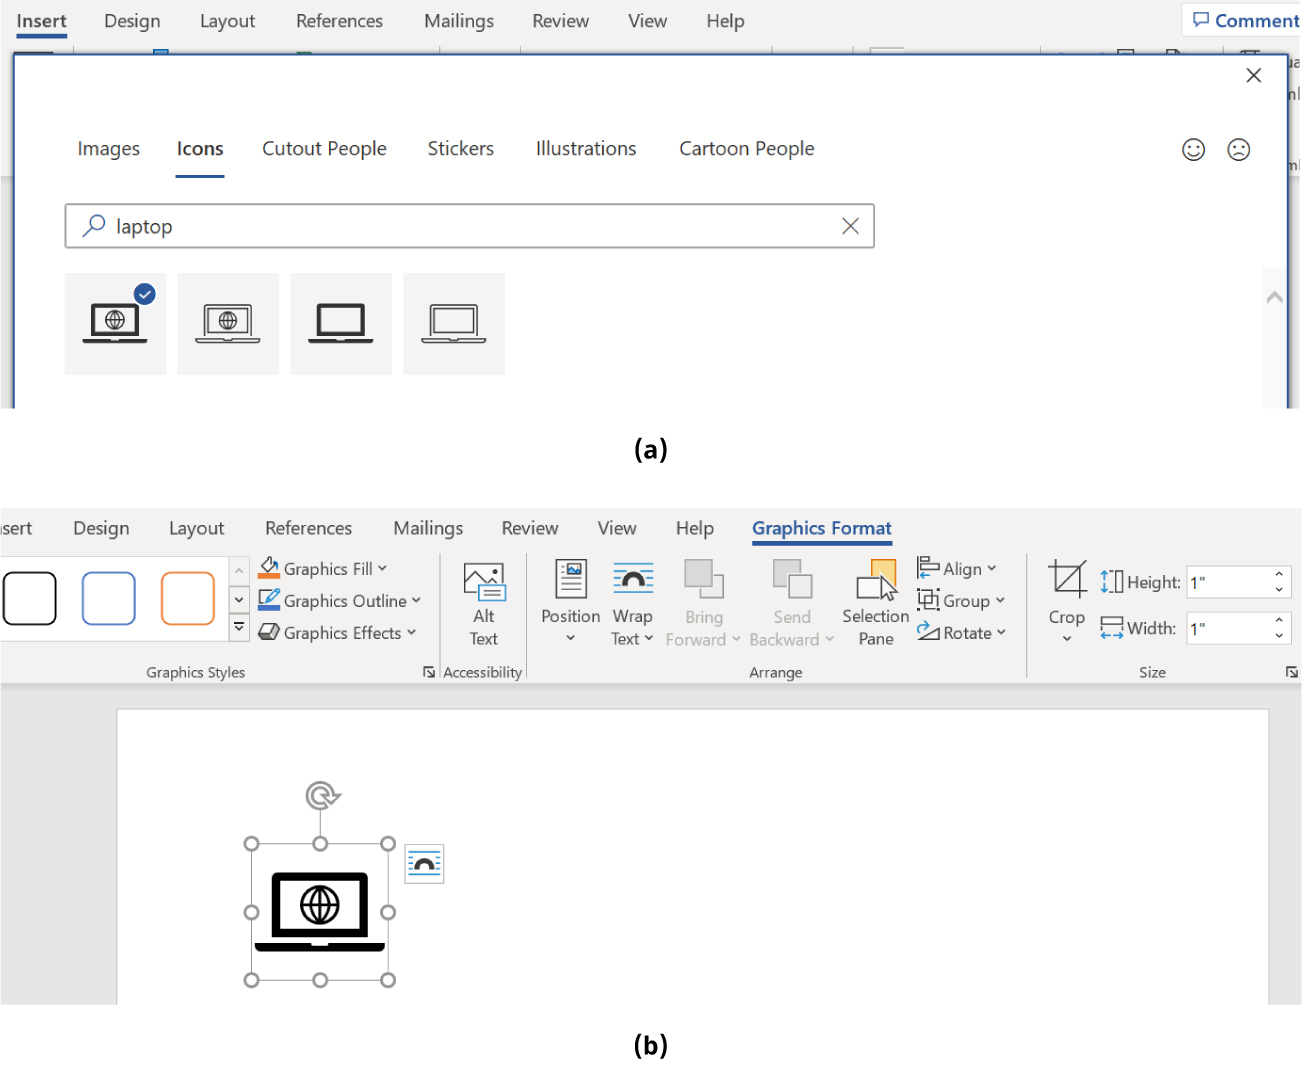 Insert Design Layout References Mailings Review View Help Comment
Images Icons Cutout People Stickers Illustrations Cartoon People
laptop
(a)
sert Design Layout References Mailings Review View Help Graphics Format
Graphics Fill
Graphics Outline
Graphics Effects
Graphics Styles
Alt
Text
Accessibility
Position
Wrap
Text
Bring
Forward
Send
Backward
Selection
Pane
Align
Group
Rotate
Arrange
Crop
Height: 1"
Width: 1"
Size
(b)